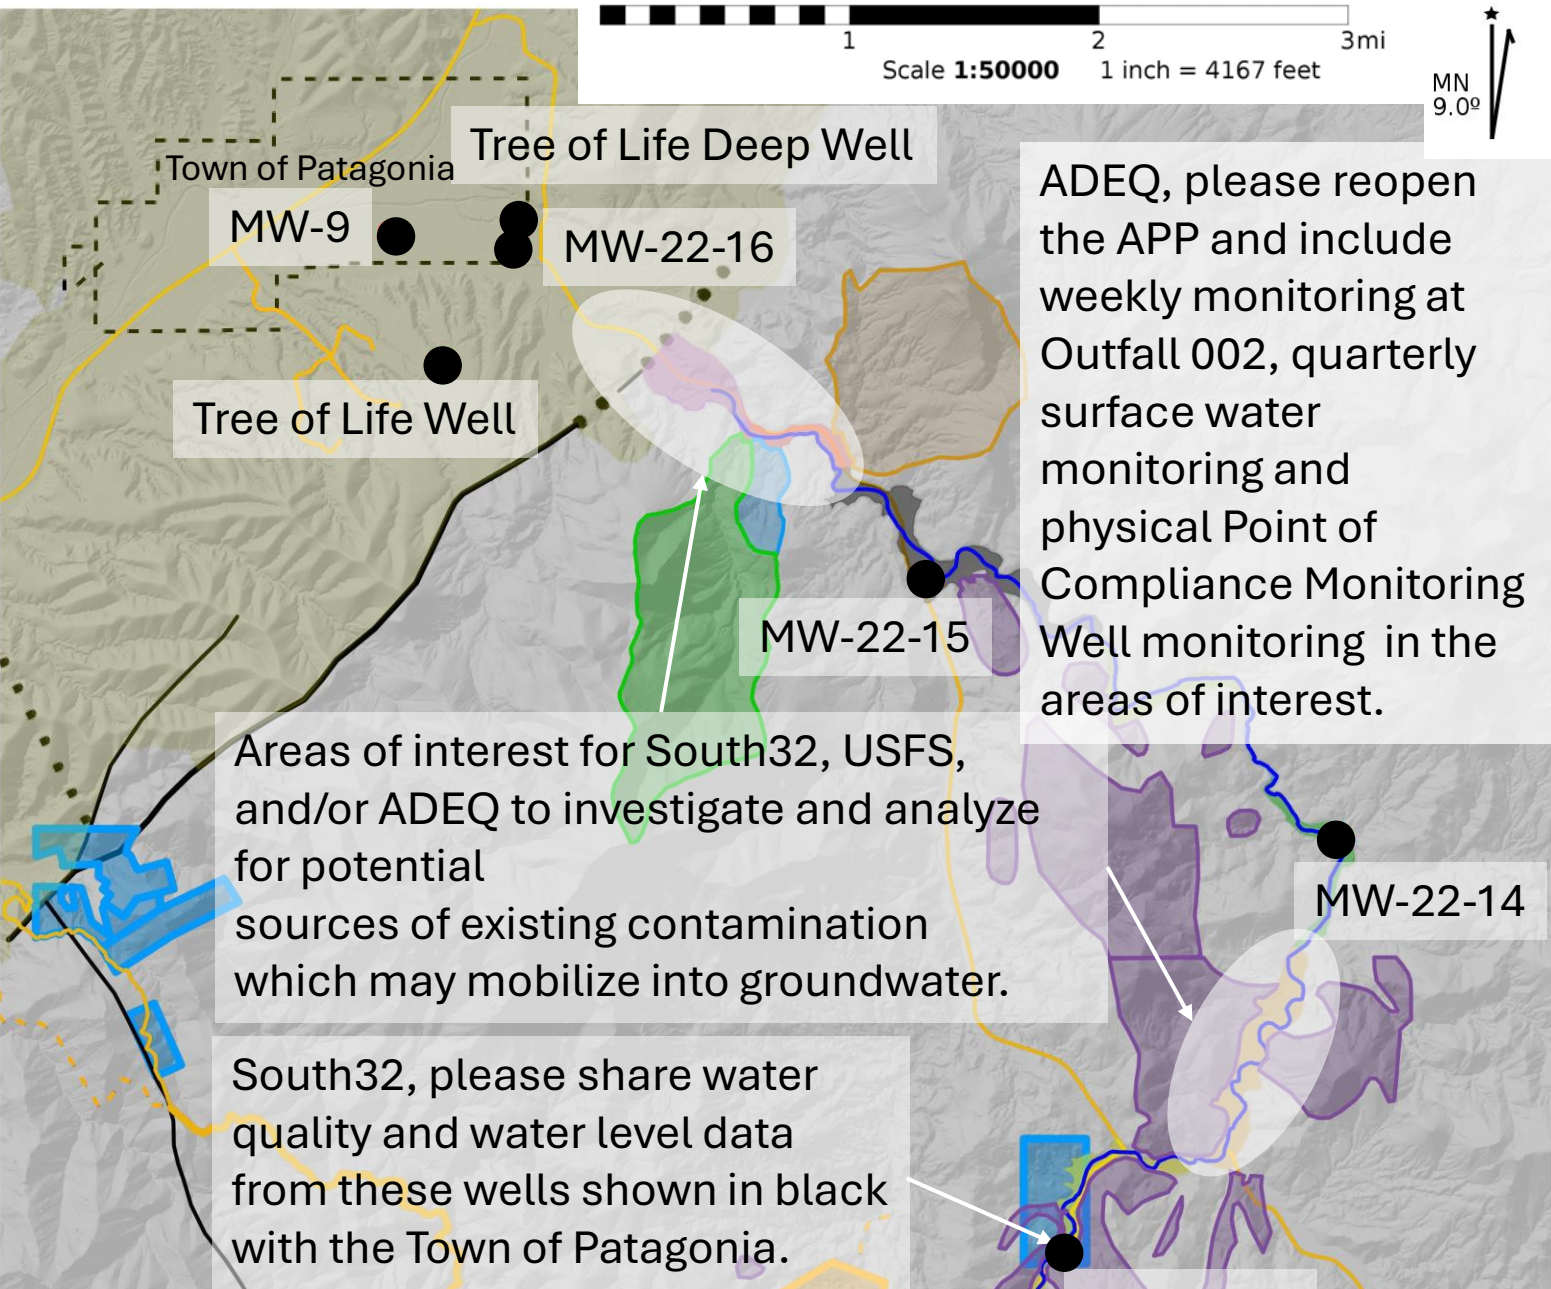 1 2 3mi
Scale 1:50000 1 inch = 4167 feet
MN
9.0º
Tree of Life Deep Well
Town of Patagonia
MW-9
MW-22-16
Tree of Life Well
ADEQ, please reopen
the APP and include
weekly monitoring at
Outfall 002, quarterly
surface water
monitoring and
physical Point of
Compliance Monitoring
Well monitoring in the
areas of interest.
MW-22-15
Areas of interest for South32, USFS,
and/or ADEQ to investigate and analyze
for potential
sources of existing contamination
which may mobilize into groundwater.
MW-22-14
South32, please share water
quality and water level data
from these wells shown in black
with the Town of Patagonia.